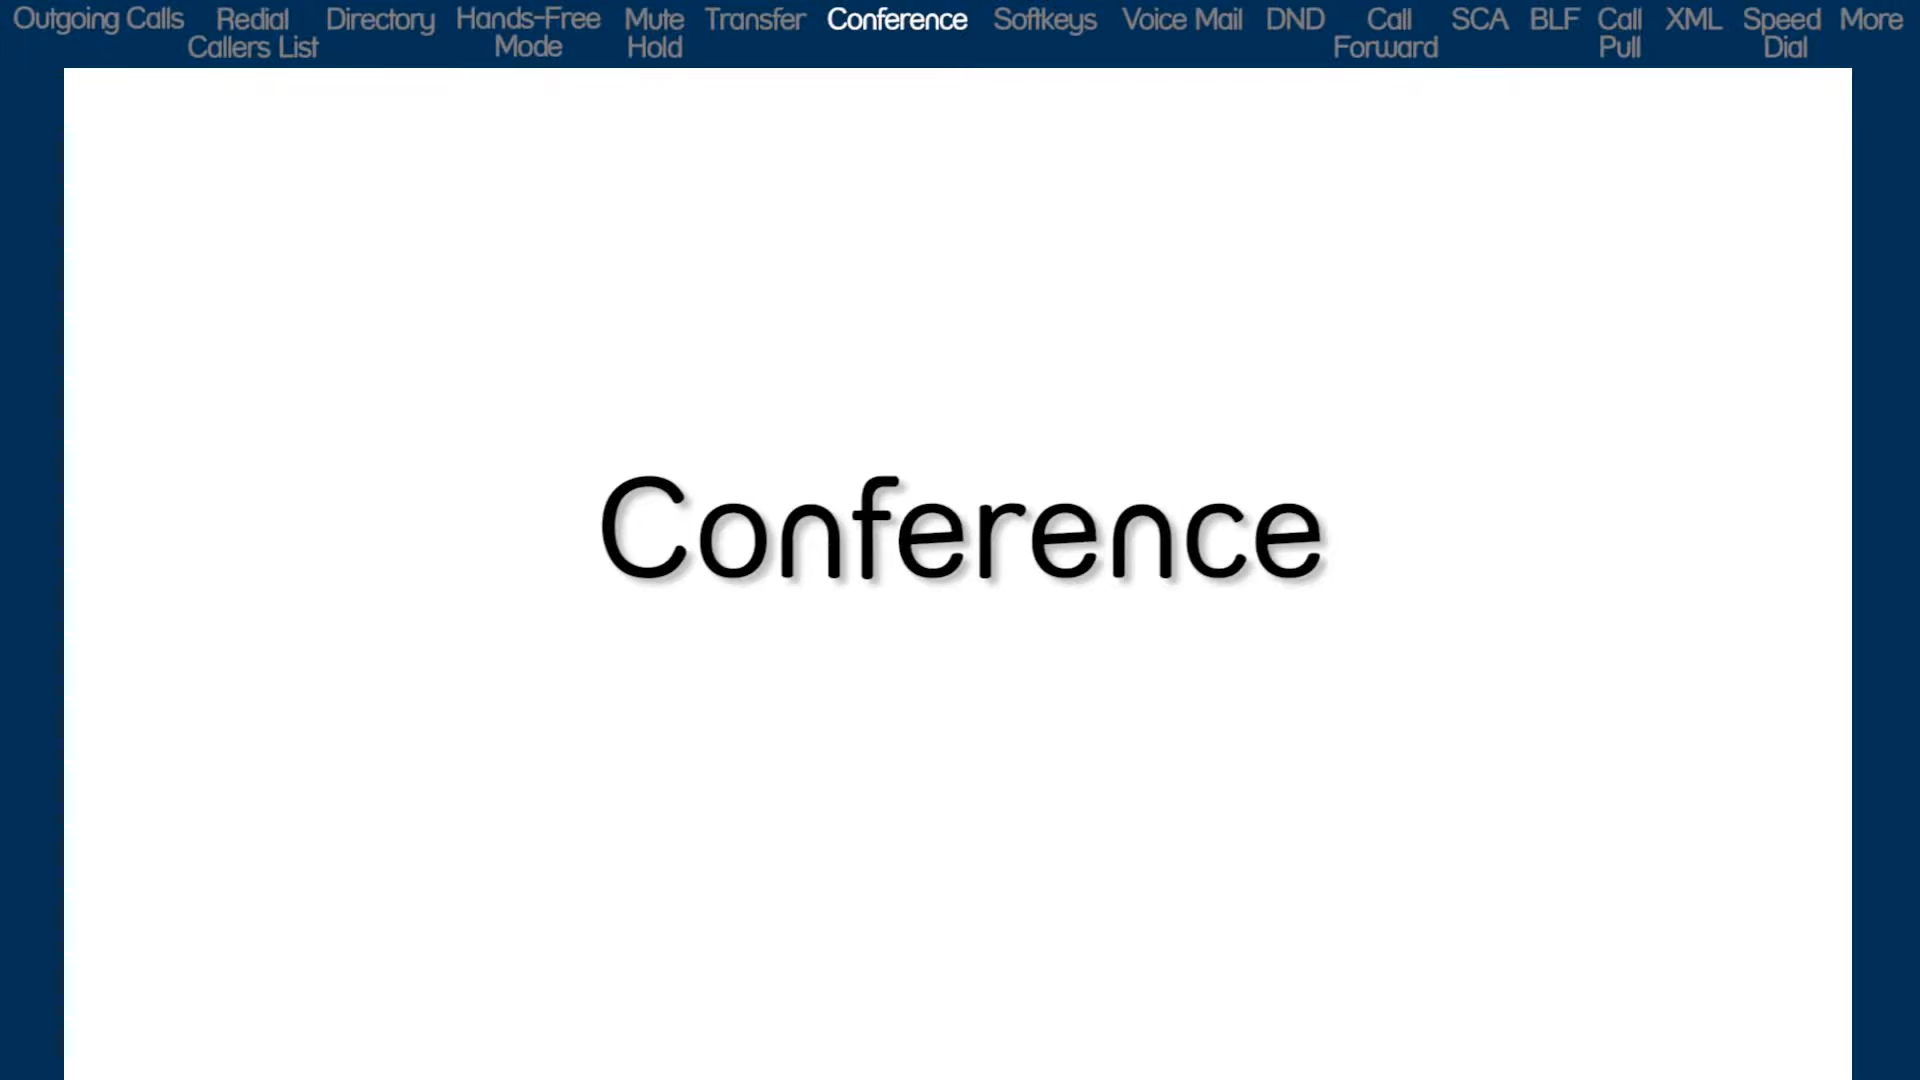 Outgoing Calls
Redial
Callers List
Directory
Hands-Free
Mode
Mute
Hold
Transfer
Conference
Softkeys
Voice Mail
DND
Call
Forward
SCA
BLF
Call
Pull
XML
Speed
Dial
More
Conference